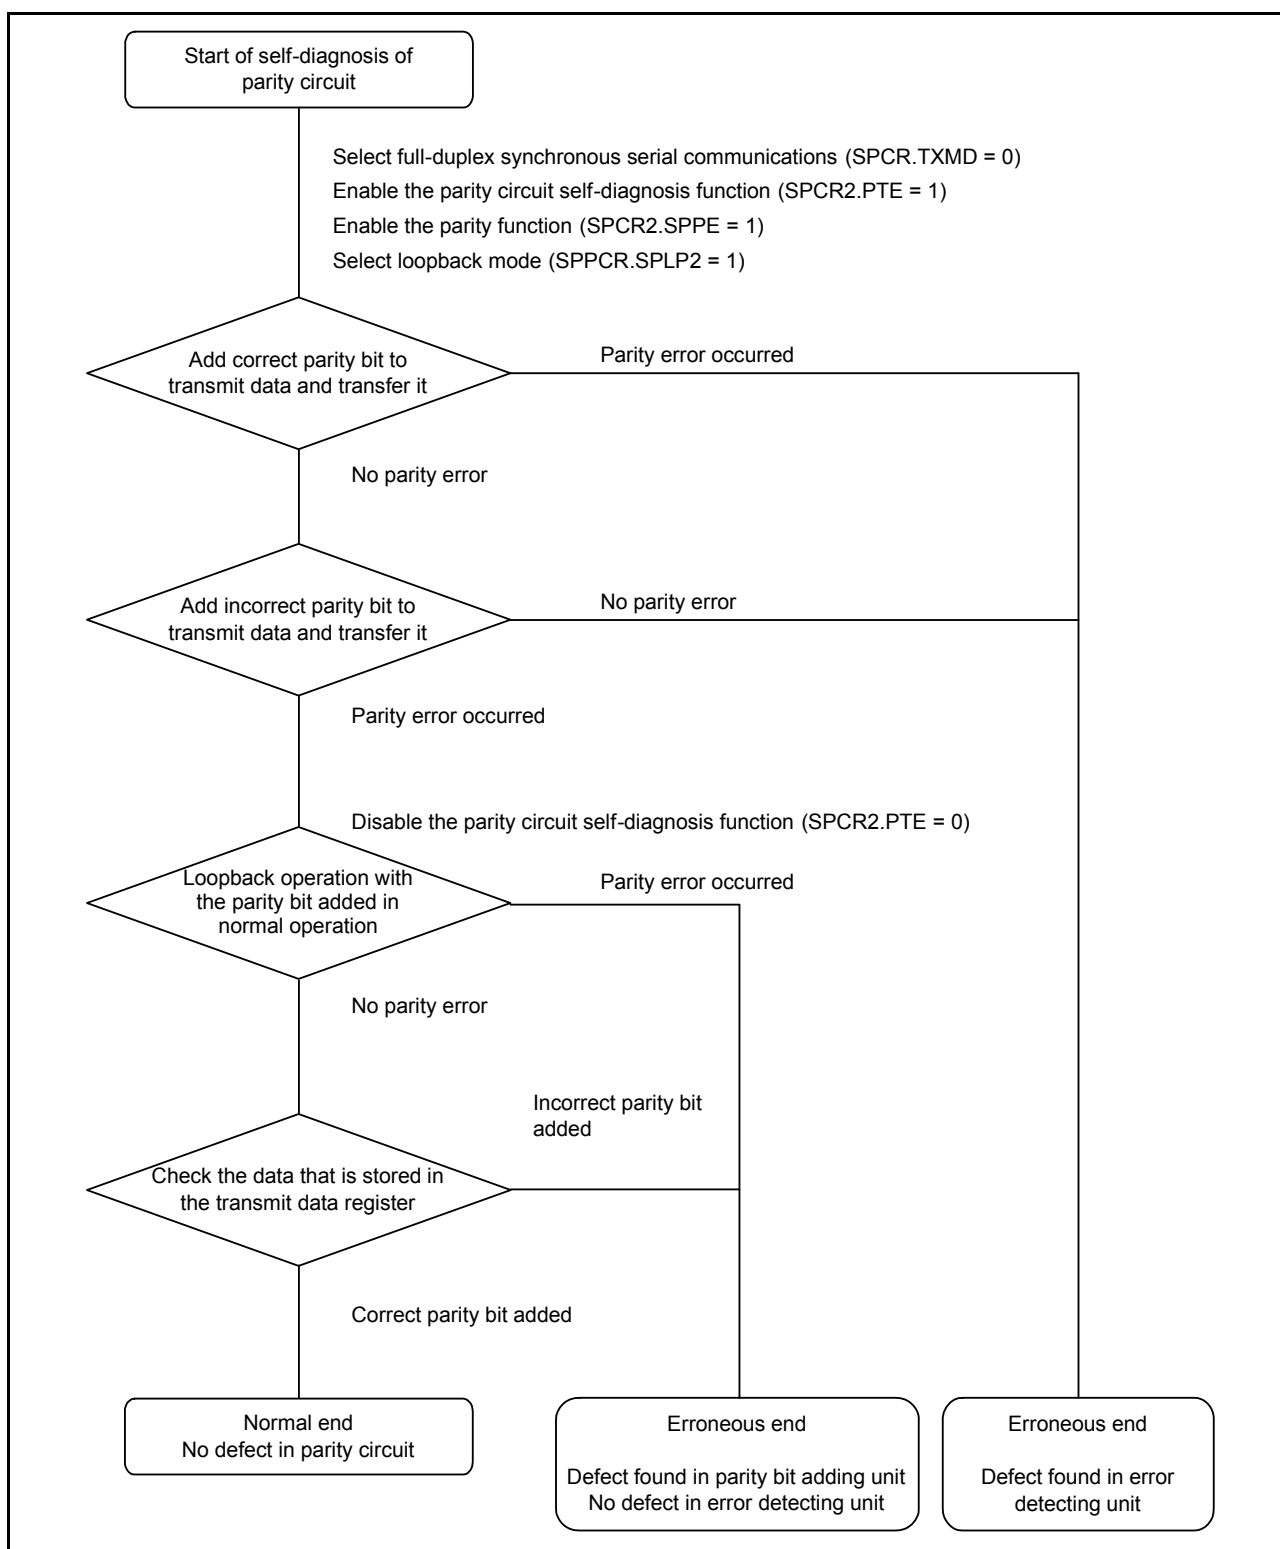 Start of self-diagnosis of
parity circuit
Select full-duplex synchronous serial communications (SPCR.TXMD = 0)
Enable the parity circuit self-diagnosis function (SPCR2.PTE = 1)
Enable the parity function (SPCR2.SPPE = 1)
Select loopback mode (SPPCR.SPLP2 = 1)
Add correct parity bit to
transmit data and transfer it
Parity error occurred
No parity error
Add incorrect parity bit to
transmit data and transfer it
No parity error
Parity error occurred
Disable the parity circuit self-diagnosis function (SPCR2.PTE = 0)
Loopback operation with
the parity bit added in
normal operation
Parity error occurred
No parity error
Incorrect parity bit
added
Check the data that is stored in
the transmit data register
Correct parity bit added
Normal end
No defect in parity circuit
Erroneous end
Defect found in parity bit adding unit
No defect in error detecting unit
Erroneous end
Defect found in error
detecting unit